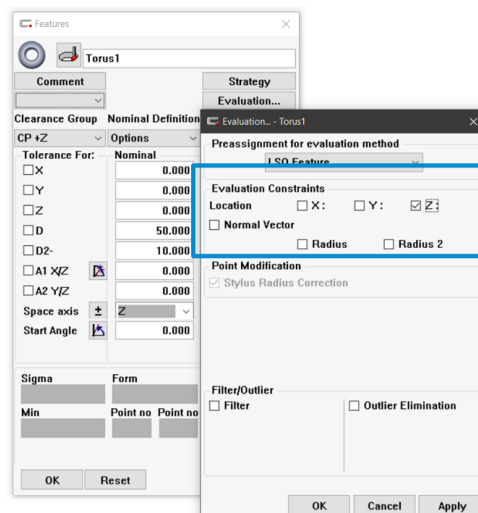 Features
Torus1
Comment
Strategy
Evaluation...
Clearance Group Nominal Definition
CP +Z Options
Tolerance For: Nominal
X 0.000
Y 0.000
Z 0.000
D 50.000
D2- 10.000
A1 X/Z 0.000
A2 Y/Z 0.000
Space axis ± Z
Start Angle 0.000
Sigma Form
Min Point no Point no
OK Reset
Evaluation... - Torus1
Preassignment for evaluation method
LSQ Feature
Evaluation Constraints
Location X: Y: Z:
Normal Vector
Radius Radius 2
Point Modification
Stylus Radius Correction
Filter/Outlier
Filter Outlier Elimination
OK Cancel Apply